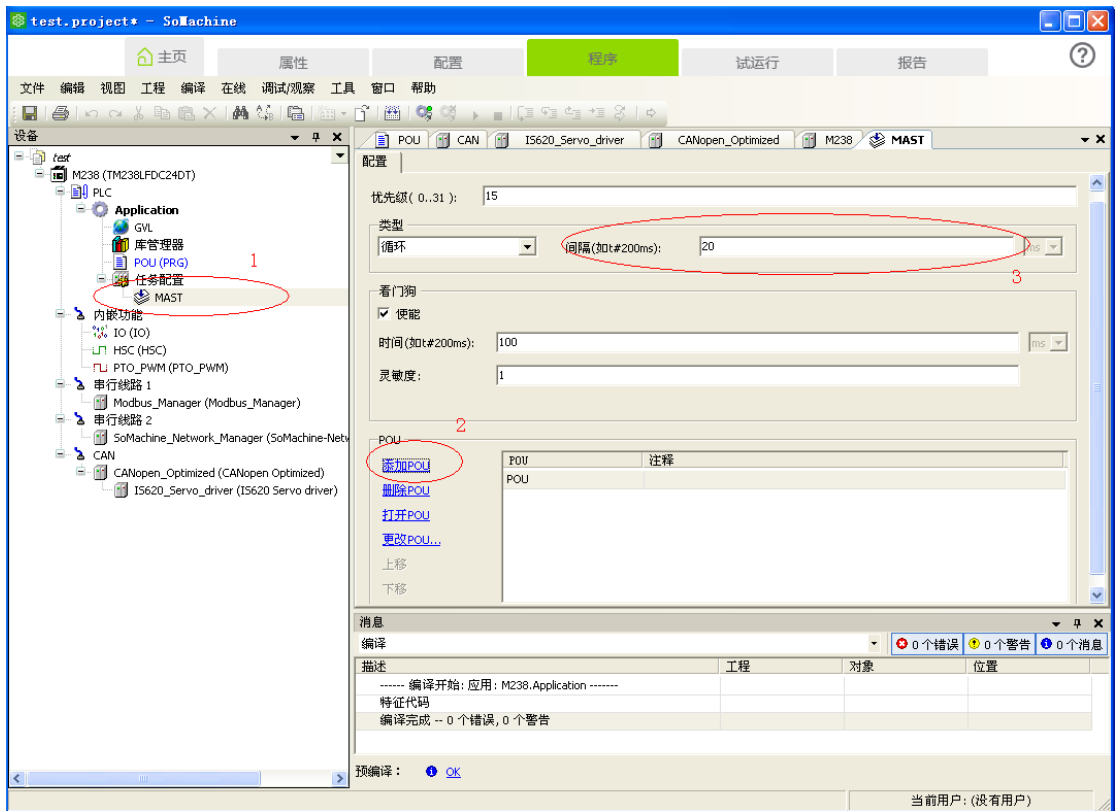 test.project* - SoMachine
主页 属性 配置 程序 试运行 报告
文件 编辑 视图 工程 编译 在线 调试/观察 工具 窗口 帮助
设备
test
M238 (TM238LFDC24DT)
PLC
Application
GVL
库管理器
POU (PRG)
1
任务配置
MAST
内嵌功能
IO (IO)
HSC (HSC)
PTO_PWM (PTO_PWM)
串行线路 1
Modbus_Manager (Modbus_Manager)
串行线路 2
SoMachine_Network_Manager (SoMachine-Netw
CAN
CANopen_Optimized (CANopen Optimized)
IS620_Servo_driver (IS620 Servo driver)
POU CAN IS620_Servo_driver CANopen_Optimized M238 MAST
配置
优先级( 0..31 ): 15
类型
循环 间隔(如t#200ms): 20 ms
3
看门狗
使能
时间(如t#200ms): 100 ms
灵敏度: 1
2
POU
添加POU
删除POU
打开POU
更改POU...
上移
下移
POU 注释
POU
消息
编译 0 个错误 0 个警告 0 个消息
描述 工程 对象 位置
------ 编译开始: 应用: M238.Application -------
特征代码
编译完成 -- 0 个错误, 0 个警告
预编译： OK
当前用户: (没有用户)